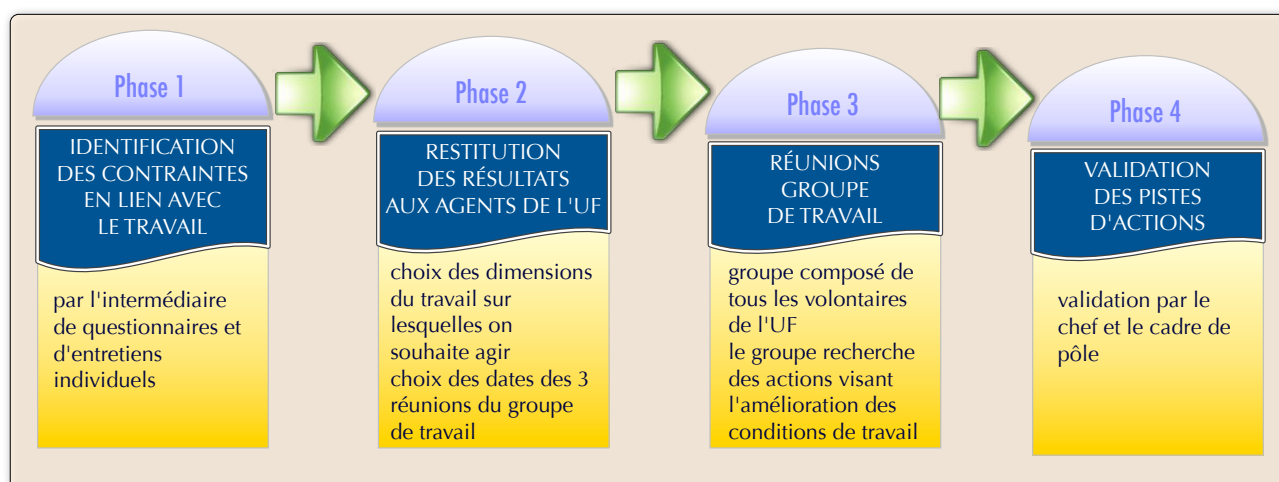 Phase 1
IDENTIFICATION
DES CONTRAINTES
EN LIEN AVEC
LE TRAVAIL
par l'intermédiaire
de questionnaires et
d'entretiens
individuels
Phase 2
RESTITUTION
DES RÉSULTATS
AUX AGENTS DE L'UF
choix des dimensions
du travail sur
lesquelles on
souhaite agir
choix des dates des 3
réunions du groupe
de travail
Phase 3
RÉUNIONS
GROUPE
DE TRAVAIL
groupe composé de
tous les volontaires
de l'UF
le groupe recherche
des actions visant
l'amélioration des
conditions de travail
Phase 4
VALIDATION
DES PISTES
D'ACTIONS
validation par le
chef et le cadre de
pôle